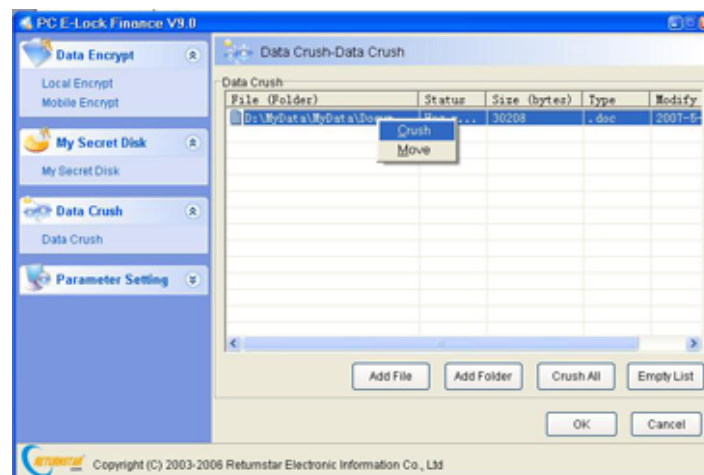 PC E-Lock Finance V9.0
Data Encrypt
Local Encrypt
Mobile Encrypt
My Secret Disk
My Secret Disk
Data Crush
Data Crush
Parameter Setting
Data Crush-Data Crush
Data Crush
File (Folder) Status Size (bytes) Type Modify
D:\MyData\MyData\Docum 30208 .doc 2007-5-
Crush
Move
Add File Add Folder Crush All Empty List
OK Cancel
RETURNSTAR Copyright (C) 2003-2006 Returnstar Electronic Information Co., Ltd